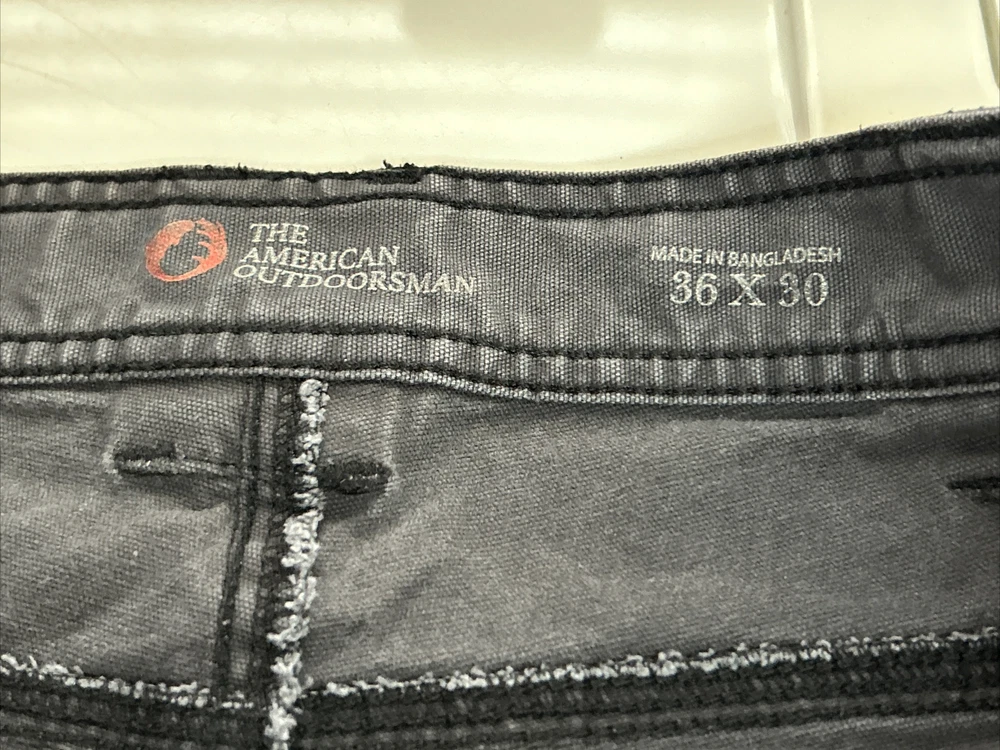 THE
AMERICAN
OUTDOORSMAN
MADE IN BANGLADESH
36 X 30